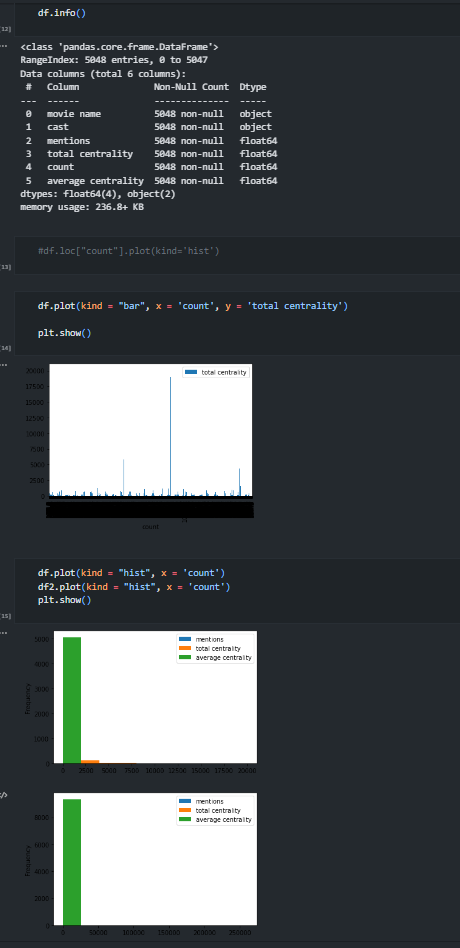 df.info()
[12]
...
<class 'pandas.core.frame.DataFrame'>
RangeIndex: 5048 entries, 0 to 5047
Data columns (total 6 columns):
 #   Column              Non-Null Count  Dtype
---  ------              --------------  -----
 0   movie name          5048 non-null   object
 1   cast                5048 non-null   object
 2   mentions            5048 non-null   float64
 3   total centrality    5048 non-null   float64
 4   count               5048 non-null   float64
 5   average centrality  5048 non-null   float64
dtypes: float64(4), object(2)
memory usage: 236.8+ KB
#df.loc["count"].plot(kind='hist')
[13]
df.plot(kind = "bar", x = 'count', y = 'total centrality')
plt.show()
[14]
...
total centrality
20000
17500
15000
12500
10000
7500
5000
2500
0
count
df.plot(kind = "hist", x = 'count')
df2.plot(kind = "hist", x = 'count')
plt.show()
[15]
...
mentions
total centrality
average centrality
5000
4000
3000
2000
1000
0
Frequency
0 2500 5000 7500 10000 12500 15000 17500 20000
</>
mentions
total centrality
average centrality
8000
6000
4000
2000
0
Frequency
0 50000 100000 150000 200000 250000